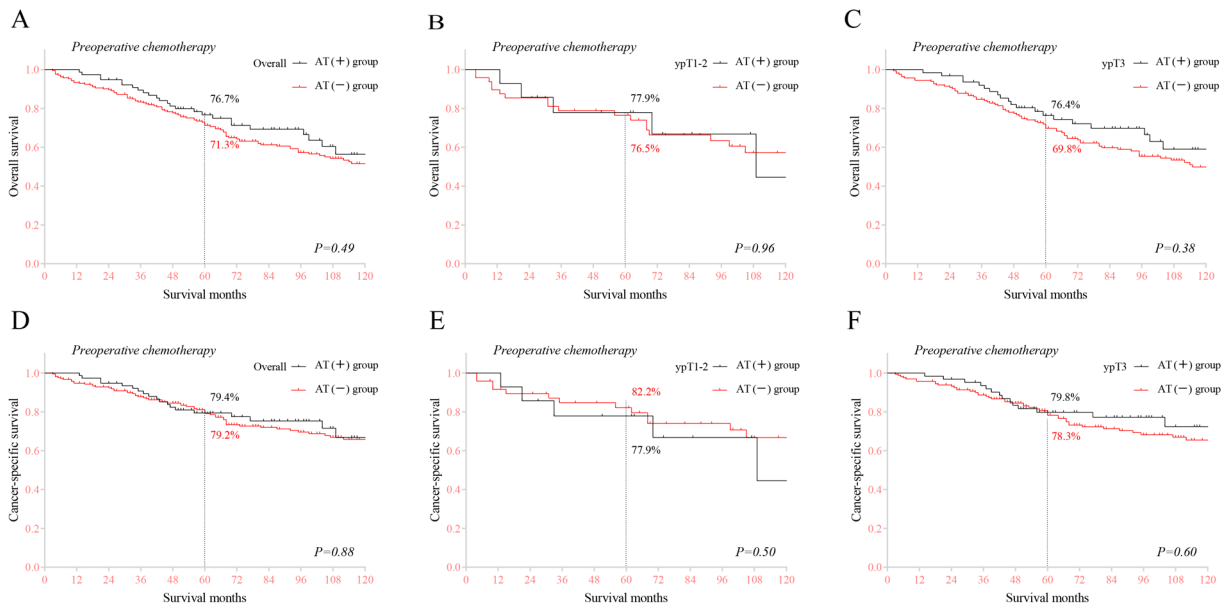 A
Preoperative chemotherapy
Overall AT(+) group
AT(−) group
1.0
0.8
0.6
0.4
0.2
0.0
Overall survival
76.7%
71.3%
P=0.49
0 12 24 36 48 60 72 84 96 108 120
Survival months
B
Preoperative chemotherapy
ypT1-2 AT(+) group
AT(−) group
1.0
0.8
0.6
0.4
0.2
0.0
Overall survival
77.9%
76.5%
P=0.96
0 12 24 36 48 60 72 84 96 108 120
Survival months
C
Preoperative chemotherapy
ypT3 AT(+) group
AT(−) group
1.0
0.8
0.6
0.4
0.2
0.0
Overall survival
76.4%
69.8%
P=0.38
0 12 24 36 48 60 72 84 96 108 120
Survival months
D
Preoperative chemotherapy
Overall AT(+) group
AT(−) group
1.0
0.8
0.6
0.4
0.2
0.0
Cancer-specific survival
79.4%
79.2%
P=0.88
0 12 24 36 48 60 72 84 96 108 120
Survival months
E
Preoperative chemotherapy
ypT1-2 AT(+) group
AT(−) group
1.0
0.8
0.6
0.4
0.2
0.0
Cancer-specific survival
82.2%
77.9%
P=0.50
0 12 24 36 48 60 72 84 96 108 120
Survival months
F
Preoperative chemotherapy
ypT3 AT(+) group
AT(−) group
1.0
0.8
0.6
0.4
0.2
0.0
Cancer-specific survival
79.8%
78.3%
P=0.60
0 12 24 36 48 60 72 84 96 108 120
Survival months